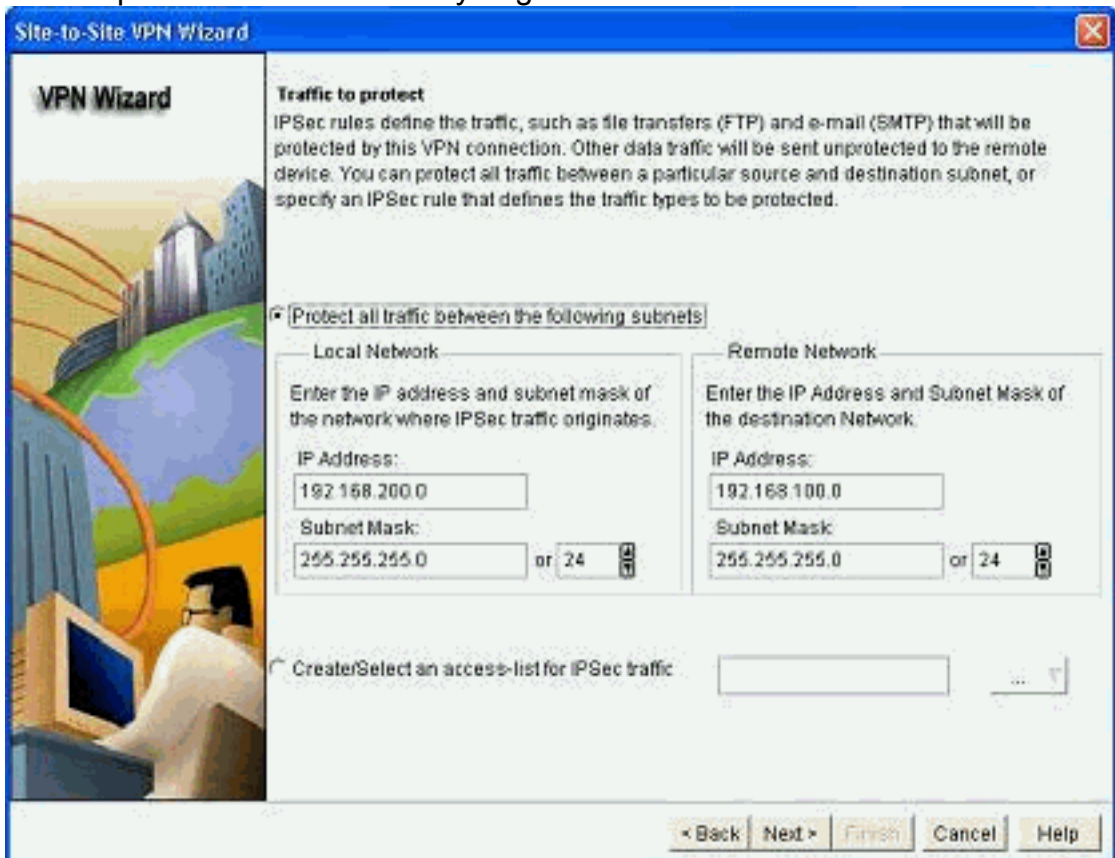 Site-to-Site VPN Wizard
VPN Wizard
Traffic to protect
IPSec rules define the traffic, such as file transfers (FTP) and e-mail (SMTP) that will be
protected by this VPN connection. Other data traffic will be sent unprotected to the remote
device. You can protect all traffic between a particular source and destination subnet, or
specify an IPSec rule that defines the traffic types to be protected.
Protect all traffic between the following subnets
Local Network
Enter the IP address and subnet mask of
the network where IPSec traffic originates.
IP Address:
192.168.200.0
Subnet Mask:
255.255.255.0 or 24
Remote Network
Enter the IP Address and Subnet Mask of
the destination Network.
IP Address:
192.168.100.0
Subnet Mask:
255.255.255.0 or 24
Create/Select an access-list for IPSec traffic
...
< Back Next > Finish Cancel Help